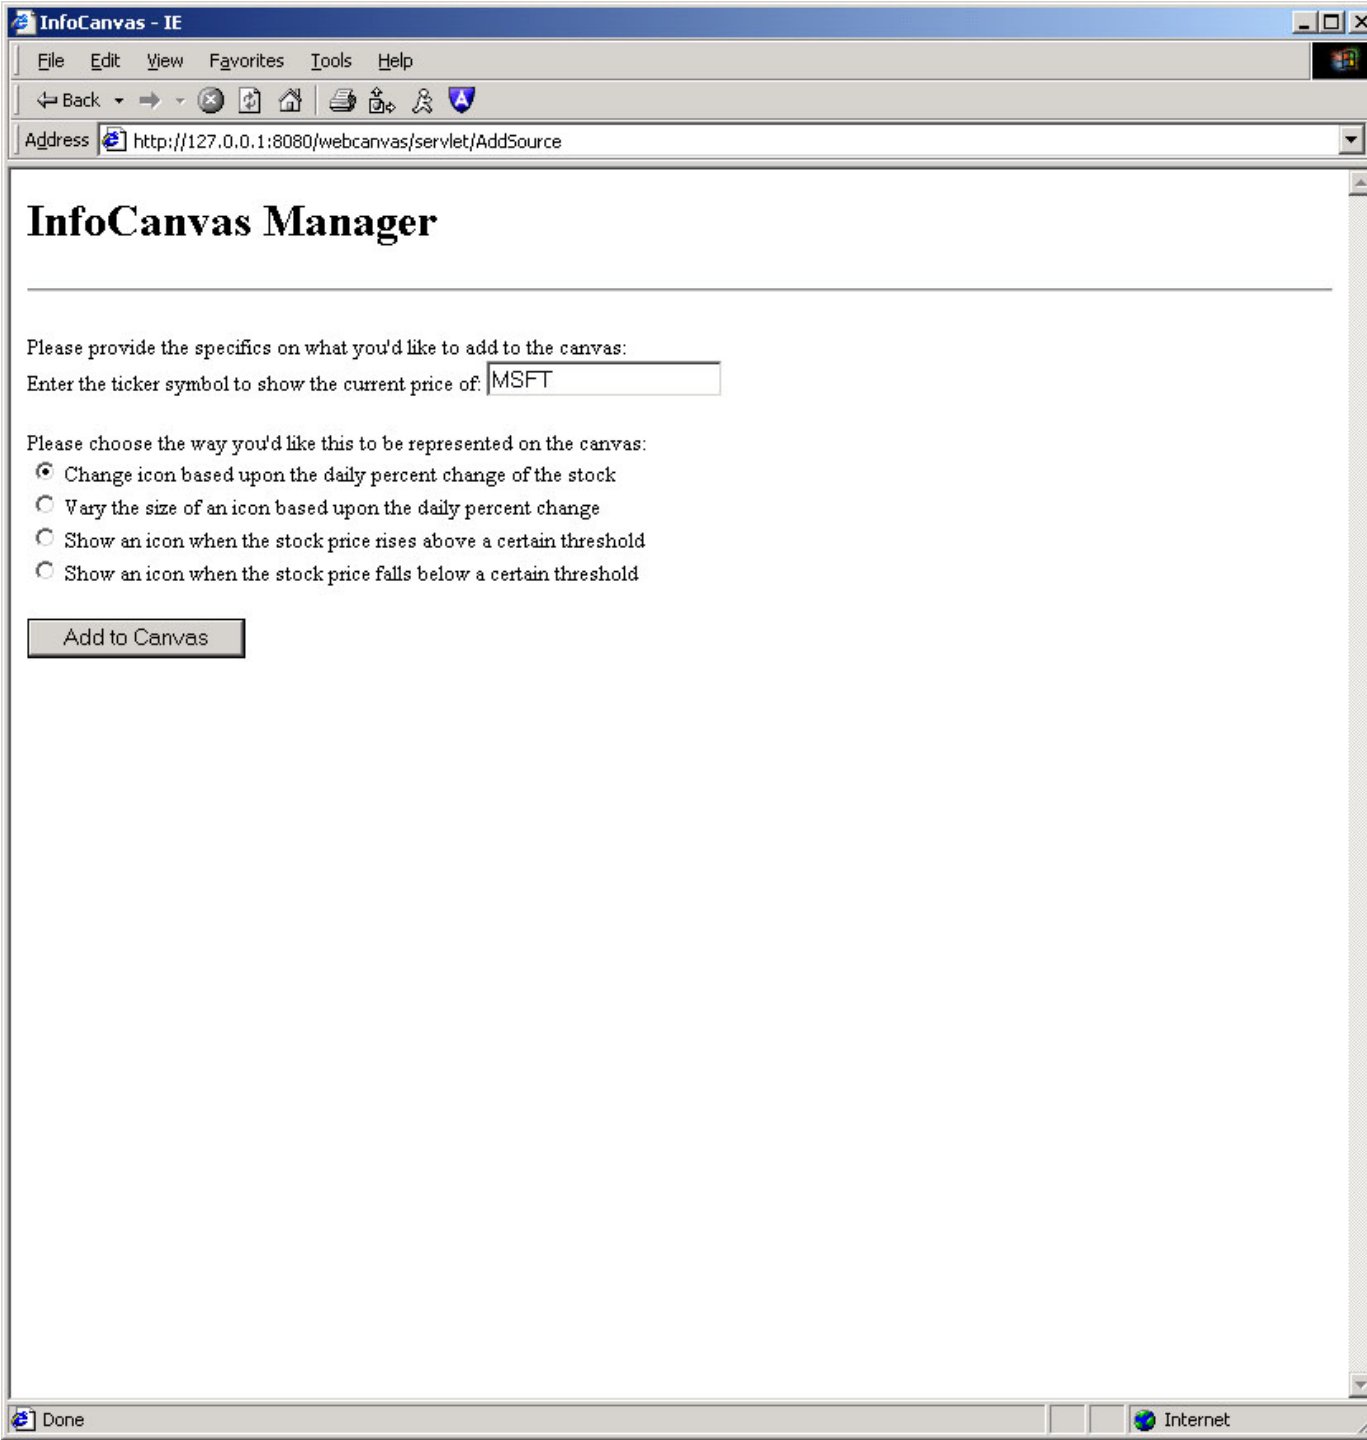 InfoCanvas - IE
File Edit View Favorites Tools Help
Back
Address http://127.0.0.1:8080/webcanvas/servlet/AddSource
InfoCanvas Manager
Please provide the specifics on what you'd like to add to the canvas:
Enter the ticker symbol to show the current price of: MSFT
Please choose the way you'd like this to be represented on the canvas:
Change icon based upon the daily percent change of the stock
Vary the size of an icon based upon the daily percent change
Show an icon when the stock price rises above a certain threshold
Show an icon when the stock price falls below a certain threshold
Add to Canvas
Done Internet